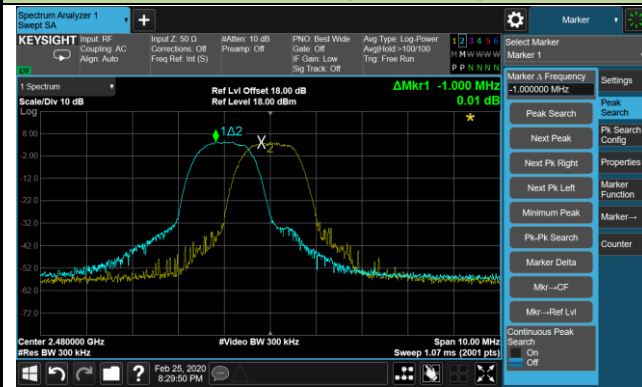 Spectrum Analyzer 1
Swept SA
+
Marker
KEYSIGHT
Input: RF
Coupling: AC
Align: Auto
Input Z: 50 Ω
Corrections: Off
Freq Ref: Int (S)
#Atten: 10 dB
Preamp: Off
PNO: Best Wide
Gate: Off
IF Gain: Low
Sig Track: Off
Avg Type: Log-Power
Avg|Hold:>100/100
Trig: Free Run
1 2 3 4 5 6
M M W W W W
P P N N N N
Select Marker
Marker 1
1 Spectrum
Scale/Div 10 dB
Log
Ref Lvl Offset 18.00 dB
Ref Level 18.00 dBm
ΔMkr1 -1.000 MHz
0.01 dB
8.00
-2.00
-12.0
-22.0
-32.0
-42.0
-52.0
-62.0
-72.0
1Δ2
X2
Center 2.480000 GHz
#Res BW 300 kHz
#Video BW 300 kHz
Span 10.00 MHz
Sweep 1.07 ms (2001 pts)
Marker Δ Frequency
-1.000000 MHz
Peak Search
Next Peak
Next Pk Right
Next Pk Left
Minimum Peak
Pk-Pk Search
Marker Delta
Mkr→CF
Mkr→Ref Lvl
Continuous Peak
Search
On
Off
Settings
Peak
Search
Pk Search
Config
Properties
Marker
Function
Marker→
Counter
?
Feb 25, 2020
8:29:50 PM